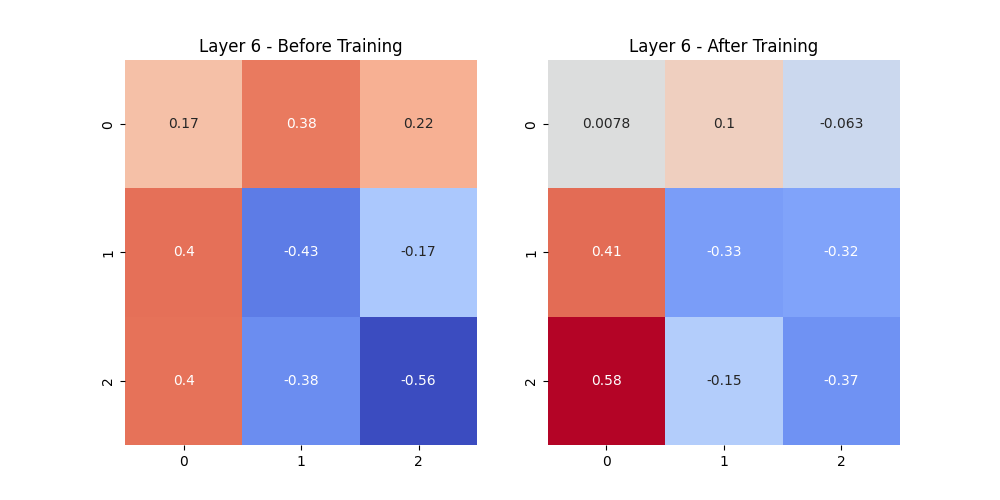 Layer 6 - Before Training
Layer 6 - After Training
0 0.17 0.38 0.22
1 0.4 -0.43 -0.17
2 0.4 -0.38 -0.56
0 1 2
0 0.0078 0.1 -0.063
1 0.41 -0.33 -0.32
2 0.58 -0.15 -0.37
0 1 2